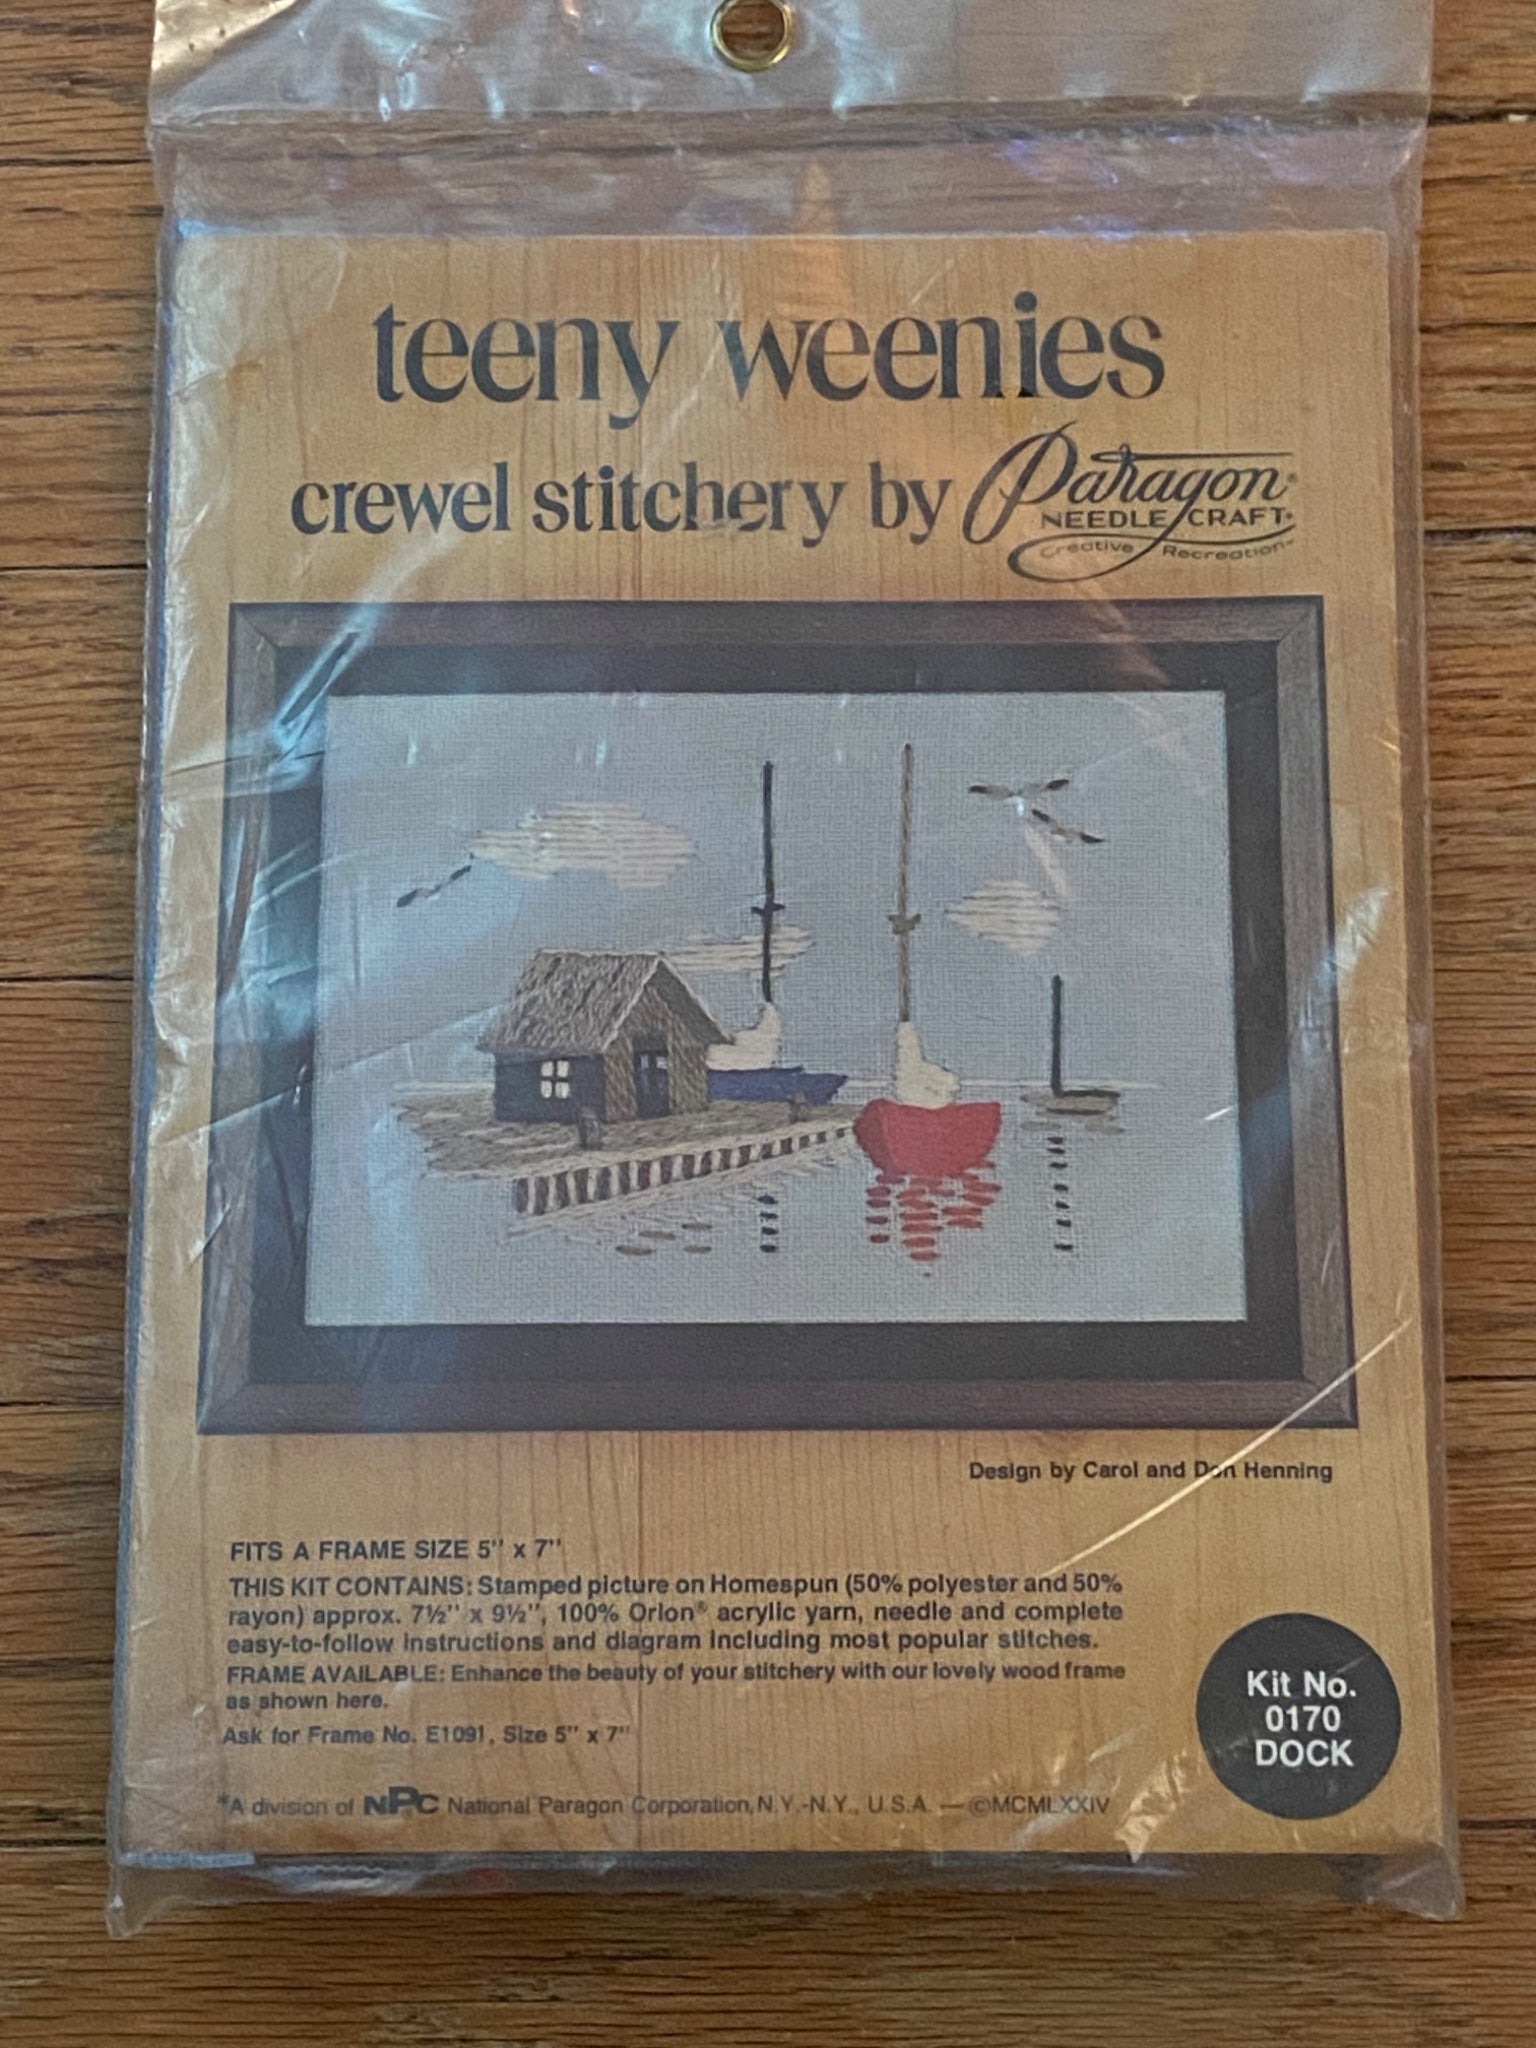 teeny weenies
crewel stitchery by Paragon®
NEEDLE CRAFT*
Creative Recreation™
Design by Carol and Don Henning
FITS A FRAME SIZE 5" x 7"
THIS KIT CONTAINS: Stamped picture on Homespun (50% polyester and 50%
rayon) approx. 7½" x 9½", 100% Orlon® acrylic yarn, needle and complete
easy-to-follow instructions and diagram including most popular stitches.
FRAME AVAILABLE: Enhance the beauty of your stitchery with our lovely wood frame
as shown here.
Ask for Frame No. E1091, Size 5" x 7"
Kit No.
0170
DOCK
*A division of NPC National Paragon Corporation, N.Y.-N.Y., U.S.A. —©MCMLXXIV